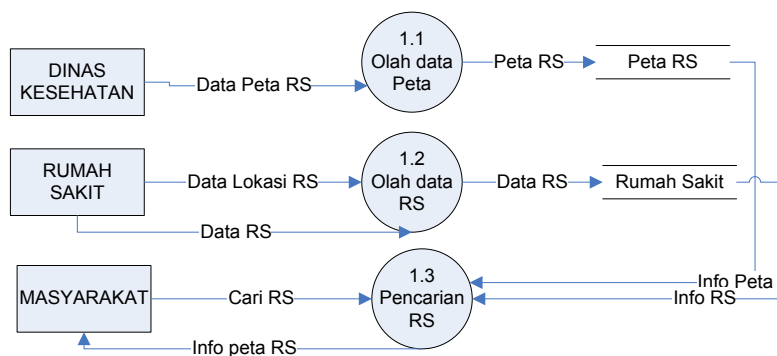 DINAS
KESEHATAN
Data Peta RS
1.1
Olah data
Peta
Peta RS
Peta RS
RUMAH
SAKIT
Data Lokasi RS
Data RS
1.2
Olah data
RS
Data RS
Rumah Sakit
MASYARAKAT
Cari RS
Info peta RS
1.3
Pencarian
RS
Info Peta
Info RS